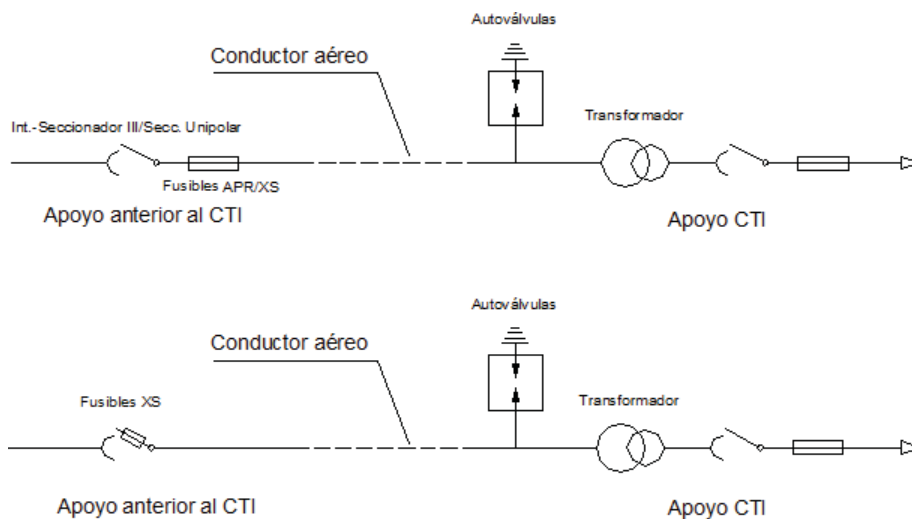 Autoválvulas
Conductor aéreo
Transformador
Int.-Seccionador III/Secc. Unipolar
Fusibles APR/XS
Apoyo anterior al CTI
Apoyo CTI
Autoválvulas
Conductor aéreo
Fusibles XS
Transformador
Apoyo anterior al CTI
Apoyo CTI